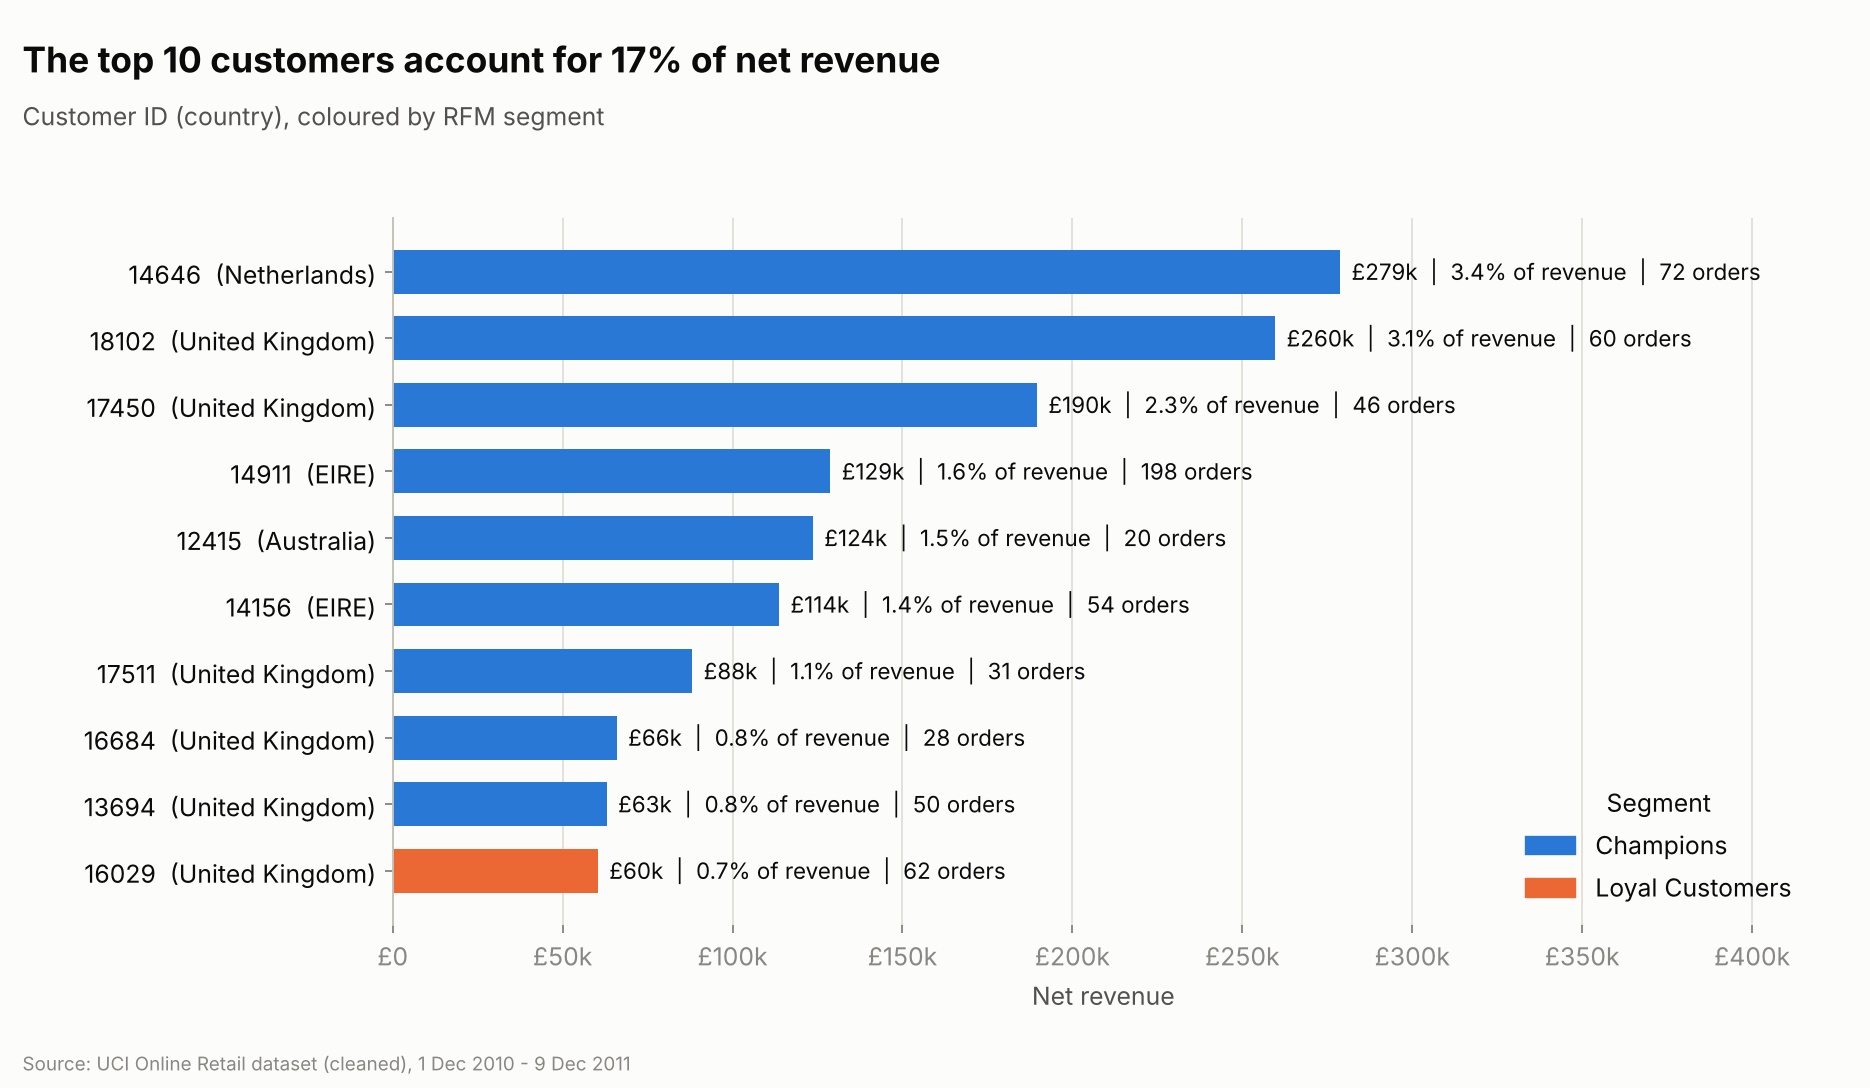 The top 10 customers account for 17% of net revenue
Customer ID (country), coloured by RFM segment
14646 (Netherlands) £279k | 3.4% of revenue | 72 orders
18102 (United Kingdom) £260k | 3.1% of revenue | 60 orders
17450 (United Kingdom) £190k | 2.3% of revenue | 46 orders
14911 (EIRE) £129k | 1.6% of revenue | 198 orders
12415 (Australia) £124k | 1.5% of revenue | 20 orders
14156 (EIRE) £114k | 1.4% of revenue | 54 orders
17511 (United Kingdom) £88k | 1.1% of revenue | 31 orders
16684 (United Kingdom) £66k | 0.8% of revenue | 28 orders
13694 (United Kingdom) £63k | 0.8% of revenue | 50 orders
16029 (United Kingdom) £60k | 0.7% of revenue | 62 orders
Segment
Champions
Loyal Customers
£0 £50k £100k £150k £200k £250k £300k £350k £400k
Net revenue
Source: UCI Online Retail dataset (cleaned), 1 Dec 2010 - 9 Dec 2011